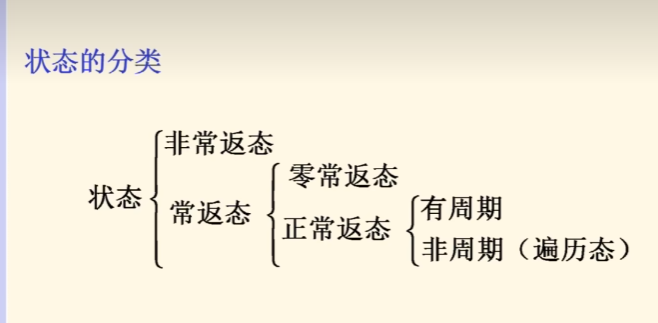 状态的分类
状态
非常返态
常返态
零常返态
正常返态
有周期
非周期（遍历态）